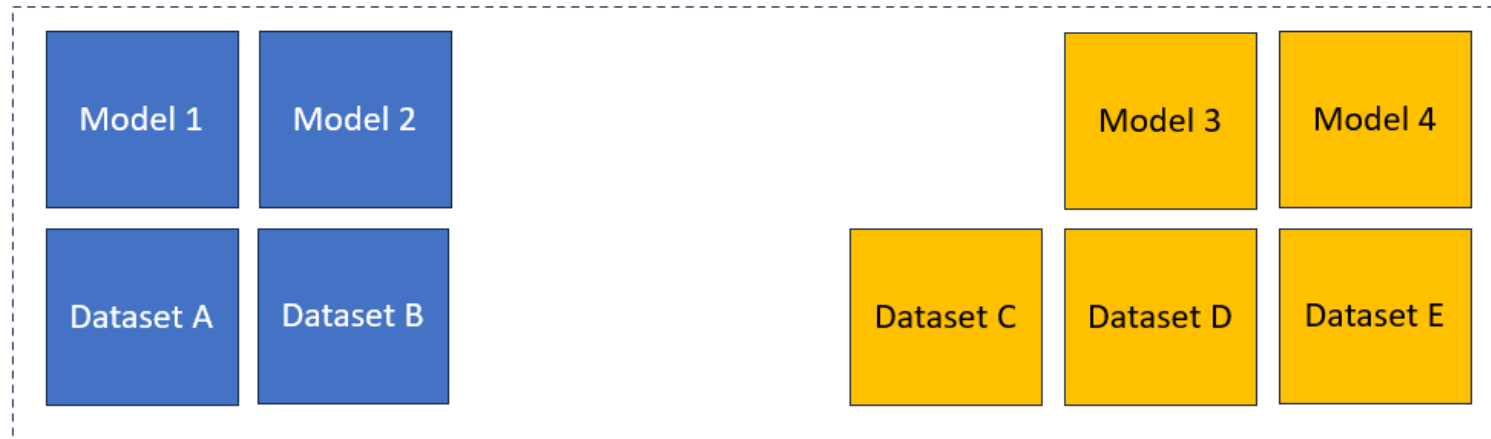 Model 1
Model 2
Model 3
Model 4
Dataset A
Dataset B
Dataset C
Dataset D
Dataset E